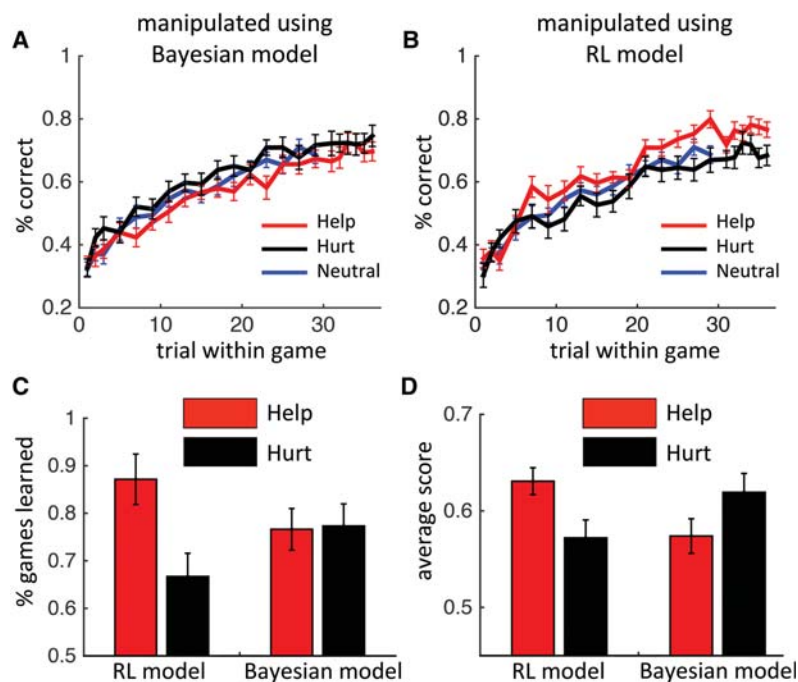 manipulated using
Bayesian model
A
1
0.8
0.6
0.4
0.2
% correct
Help
Hurt
Neutral
0
10
20
30
trial within game
manipulated using
RL model
B
1
0.8
0.6
0.4
0.2
% correct
Help
Hurt
Neutral
0
10
20
30
trial within game
C
Help
Hurt
1
0.9
0.8
0.7
0.6
0.5
% games learned
RL model
Bayesian model
D
Help
Hurt
0.7
0.6
0.5
average score
RL model
Bayesian model